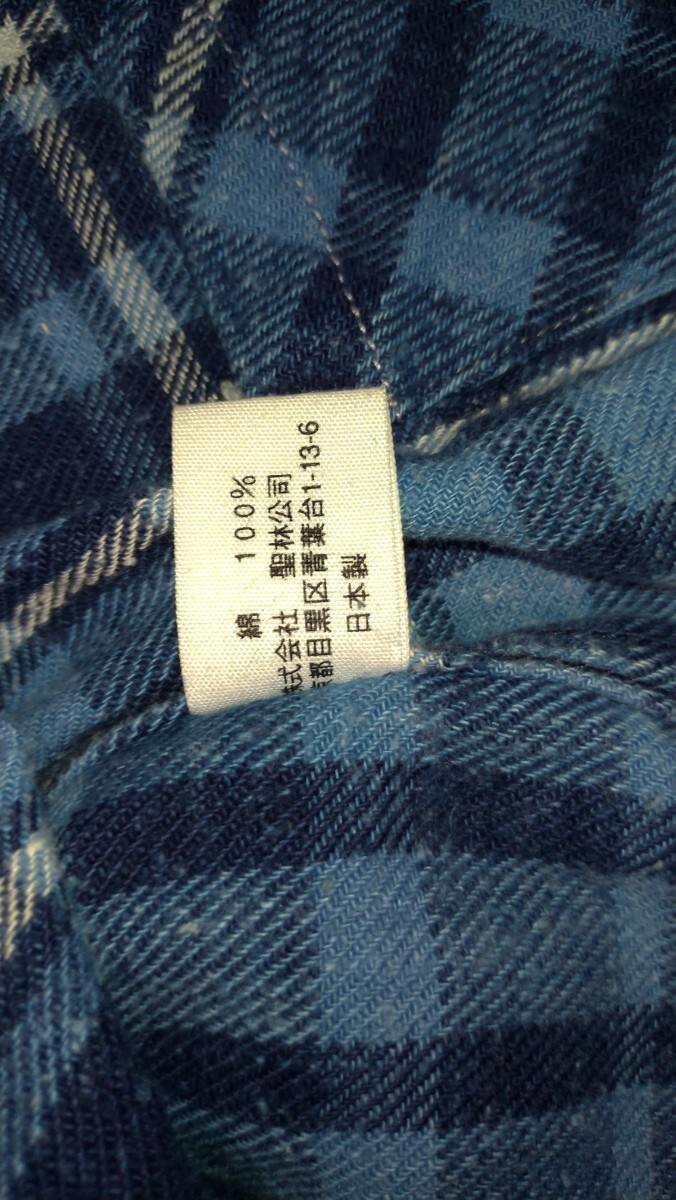 綿 100%
式会社 聖林公司
都目黒区青葉台1-13-6
日本製